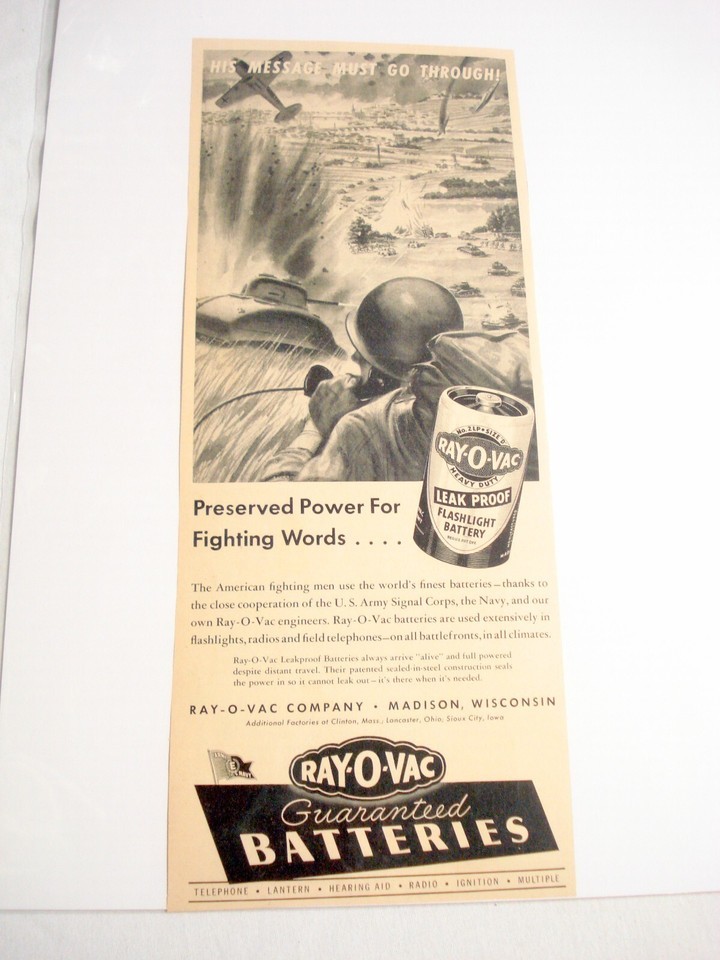 HIS MESSAGE MUST GO THROUGH!
No. 2 LP • SIZE D
RAY-O-VAC
HEAVY DUTY
LEAK PROOF
FLASHLIGHT
BATTERY
Preserved Power For
Fighting Words . . . .
The American fighting men use the world's finest batteries—thanks to
the close cooperation of the U. S. Army Signal Corps, the Navy, and our
own Ray-O-Vac engineers. Ray-O-Vac batteries are used extensively in
flashlights, radios and field telephones—on all battlefronts, in all climates.
Ray-O-Vac Leakproof Batteries always arrive "alive" and full powered
despite distant travel. Their patented sealed-in-steel construction seals
the power in so it cannot leak out—it's there when it's needed.
RAY-O-VAC COMPANY • MADISON, WISCONSIN
Additional Factories at Clinton, Mass.; Lancaster, Ohio; Sioux City, Iowa
E
RAY-O-VAC
Guaranteed
BATTERIES
TELEPHONE • LANTERN • HEARING AID • RADIO • IGNITION • MULTIPLE